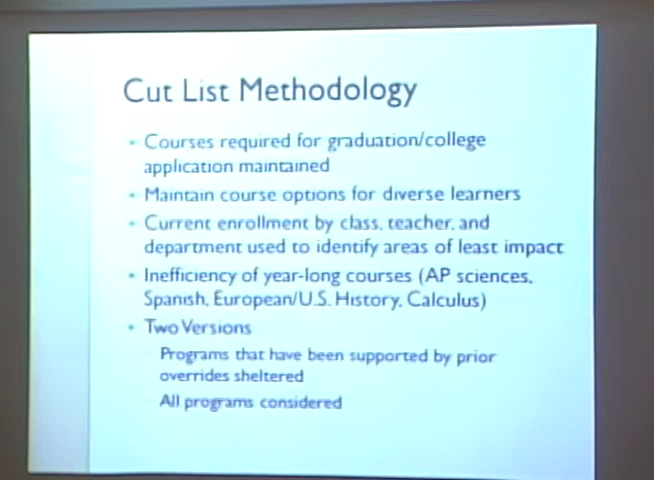 Cut List Methodology
• Courses required for graduation/college
application maintained
• Maintain course options for diverse learners
• Current enrollment by class, teacher, and
department used to identify areas of least impact
• Inefficiency of year-long courses (AP sciences,
Spanish, European/U.S. History, Calculus)
• Two Versions
Programs that have been supported by prior
overrides sheltered
All programs considered